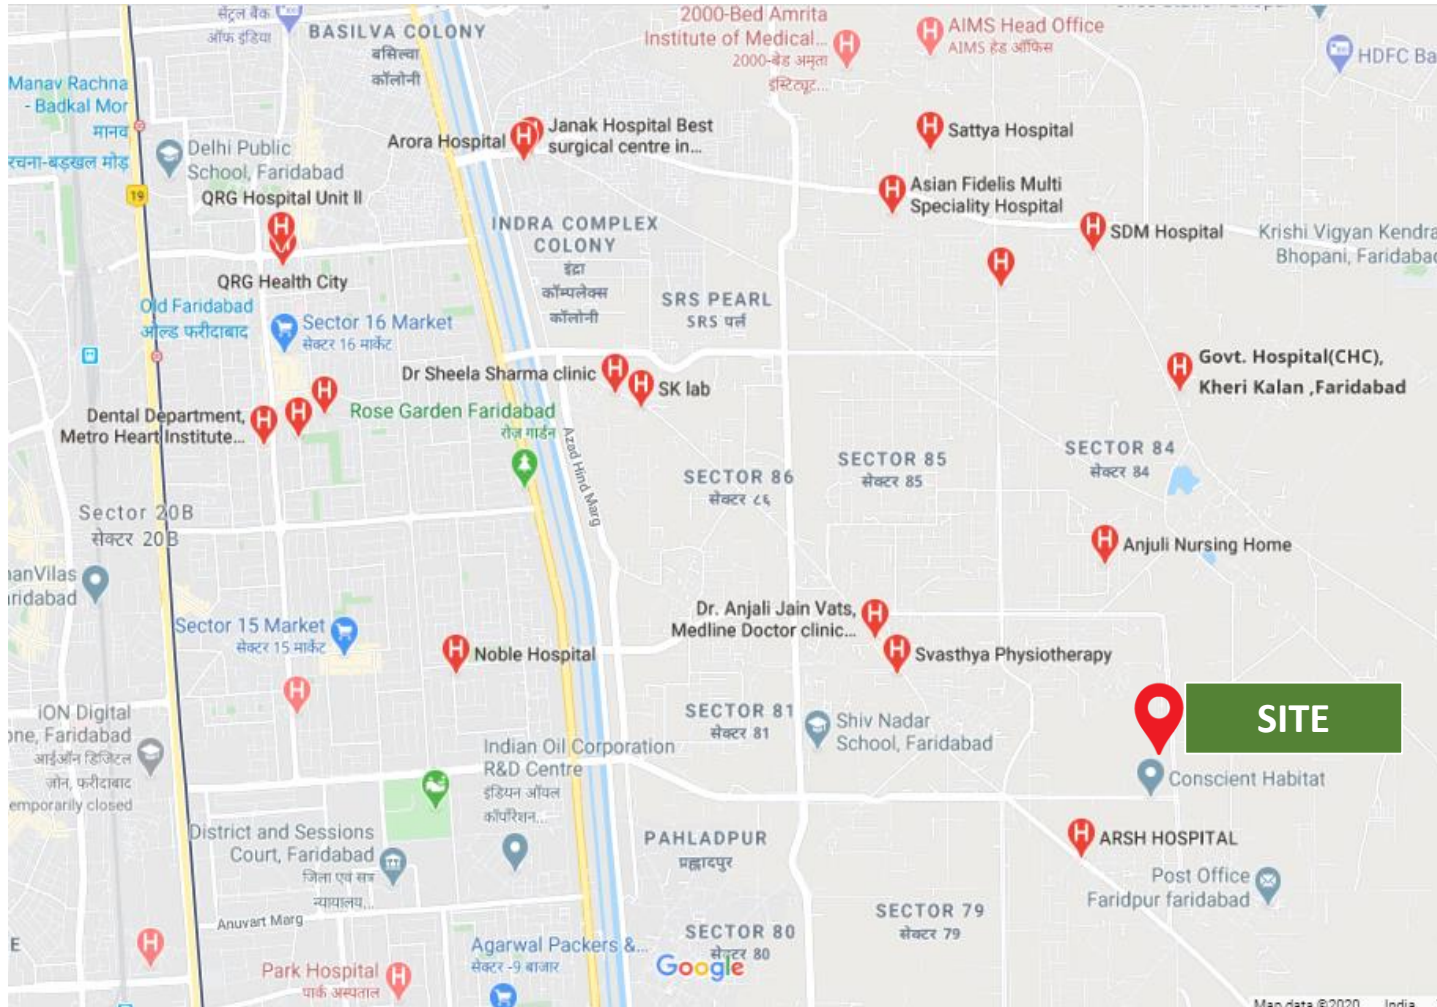 सेंट्रल बैंक
ऑफ इंडिया
BASILVA COLONY
बसिल्वा
कॉलोनी
2000-Bed Amrita
Institute of Medical...
2000-बेड अमृता
इंस्टिट्यूट...
AIMS Head Office
AIMS हेड ऑफिस
HDFC Ba
Manav Rachna
- Badkal Mor
मानव
रचना-बड़खल मोड़
Delhi Public
School, Faridabad
19
Arora Hospital
Janak Hospital Best
surgical centre in...
Sattya Hospital
QRG Hospital Unit ll
QRG Health City
Asian Fidelis Multi
Speciality Hospital
SDM Hospital
Krishi Vigyan Kendra
Bhopani, Faridabad
INDRA COMPLEX
COLONY
इंद्रा
कॉम्पलेक्स
कॉलोनी
SRS PEARL
SRS पर्ल
Old Faridabad
ओल्ड फरीदाबाद
Sector 16 Market
सेक्टर 16 मार्केट
Dr Sheela Sharma clinic
SK lab
Govt. Hospital(CHC),
Kheri Kalan ,Faridabad
Dental Department,
Metro Heart Institute...
Rose Garden Faridabad
रोज़ गार्डन
Azad Hind Marg
SECTOR 86
सेक्टर ८६
SECTOR 85
सेक्टर 85
SECTOR 84
सेक्टर 84
Sector 20B
सेक्टर 20B
Anjuli Nursing Home
anVilas
aridabad
Sector 15 Market
सेक्टर 15 मार्केट
Noble Hospital
Dr. Anjali Jain Vats,
Medline Doctor clinic...
Svasthya Physiotherapy
SITE
SECTOR 81
सेक्टर 81
Shiv Nadar
School, Faridabad
iON Digital
one, Faridabad
आईऑन डिजिटल
जोन, फरीदाबाद
emporarily closed
Indian Oil Corporation
R&D Centre
इंडियन ऑयल
कॉर्पोरेशन...
Conscient Habitat
District and Sessions
Court, Faridabad
जिला एवं सत्र
न्यायालय,...
PAHLADPUR
प्रह्लादपुर
ARSH HOSPITAL
Post Office
Faridpur faridabad
Anuvart Marg
SECTOR 79
सेक्टर 79
SECTOR 80
सेक्टर 80
E
Park Hospital
पार्क अस्पताल
Agarwal Packers &...
सेक्टर -9 बाजार
Google
Map data ©2020
India